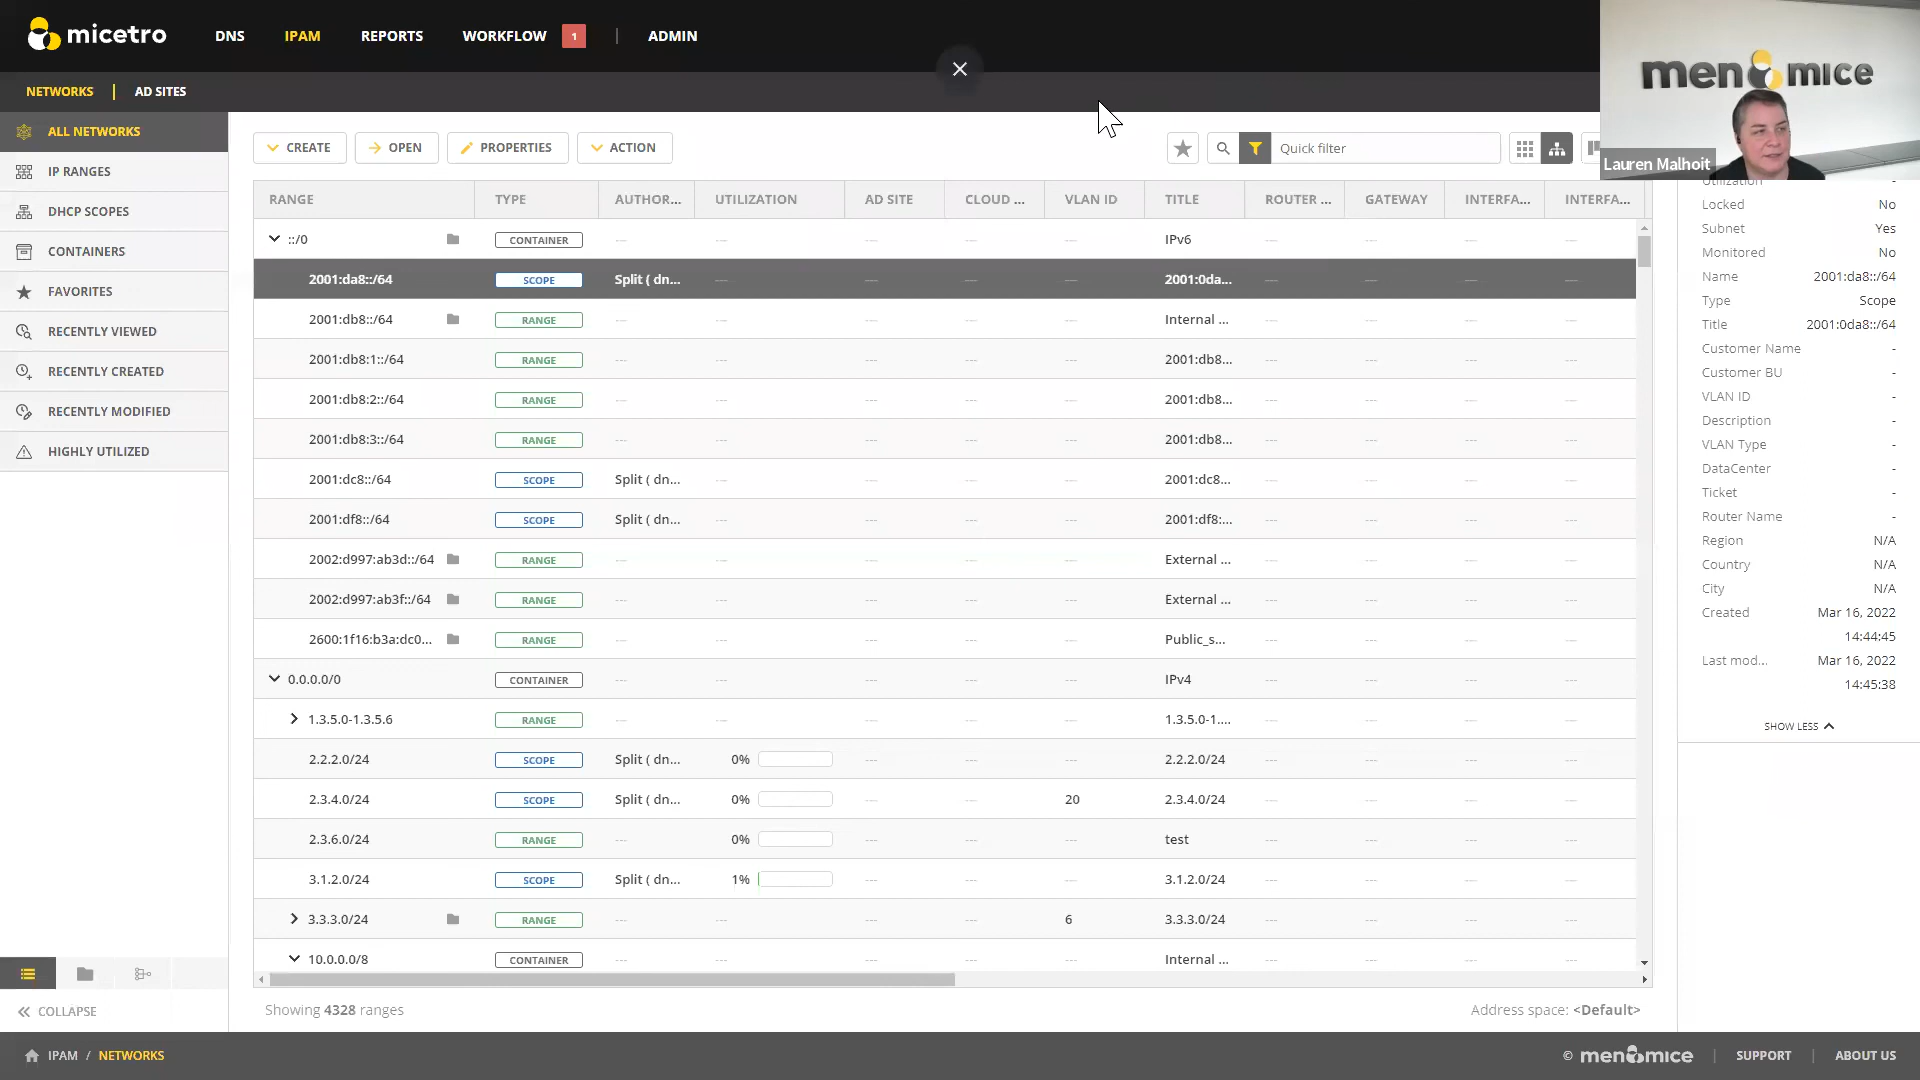 micetro DNS IPAM REPORTS WORKFLOW 1 | ADMIN
men&mice
Lauren Malhoit
NETWORKS | AD SITES
ALL NETWORKS
IP RANGES
DHCP SCOPES
CONTAINERS
FAVORITES
RECENTLY VIEWED
RECENTLY CREATED
RECENTLY MODIFIED
HIGHLY UTILIZED
COLLAPSE
CREATE OPEN PROPERTIES ACTION Quick filter
RANGE TYPE AUTHOR... UTILIZATION AD SITE CLOUD ... VLAN ID TITLE ROUTER ... GATEWAY INTERFA... INTERFA...
::/0 CONTAINER --- --- --- --- --- IPv6 --- --- --- ---
2001:da8::/64 SCOPE Split ( dn... --- --- --- --- 2001:0da... --- --- --- ---
2001:db8::/64 RANGE --- --- --- --- --- Internal ... --- --- --- ---
2001:db8:1::/64 RANGE --- --- --- --- --- 2001:db8... --- --- --- ---
2001:db8:2::/64 RANGE --- --- --- --- --- 2001:db8... --- --- --- ---
2001:db8:3::/64 RANGE --- --- --- --- --- 2001:db8... --- --- --- ---
2001:dc8::/64 SCOPE Split ( dn... --- --- --- --- 2001:dc8... --- --- --- ---
2001:df8::/64 SCOPE Split ( dn... --- --- --- --- 2001:df8:... --- --- --- ---
2002:d997:ab3d::/64 RANGE --- --- --- --- --- External ... --- --- --- ---
2002:d997:ab3f::/64 RANGE --- --- --- --- --- External ... --- --- --- ---
2600:1f16:b3a:dc0... RANGE --- --- --- --- --- Public_s... --- --- --- ---
0.0.0.0/0 CONTAINER --- --- --- --- --- IPv4 --- --- --- ---
1.3.5.0-1.3.5.6 RANGE --- --- --- --- --- 1.3.5.0-1.... --- --- --- ---
2.2.2.0/24 SCOPE Split ( dn... 0% --- --- --- 2.2.2.0/24 --- --- --- ---
2.3.4.0/24 SCOPE Split ( dn... 0% --- --- 20 2.3.4.0/24 --- --- --- ---
2.3.6.0/24 RANGE --- 0% --- --- --- test --- --- --- ---
3.1.2.0/24 SCOPE Split ( dn... 1% --- --- --- 3.1.2.0/24 --- --- --- ---
3.3.3.0/24 RANGE --- --- --- --- 6 3.3.3.0/24 --- --- --- ---
10.0.0.0/8 CONTAINER --- --- --- --- --- Internal ... --- --- --- ---
Showing 4328 ranges Address space: <Default>
Utilization -
Locked No
Subnet Yes
Monitored No
Name 2001:da8::/64
Type Scope
Title 2001:0da8::/64
Customer Name -
Customer BU -
VLAN ID -
Description -
VLAN Type -
DataCenter -
Ticket -
Router Name -
Region N/A
Country N/A
City N/A
Created Mar 16, 2022
14:44:45
Last mod... Mar 16, 2022
14:45:38
SHOW LESS
IPAM / NETWORKS © men&mice | SUPPORT | ABOUT US